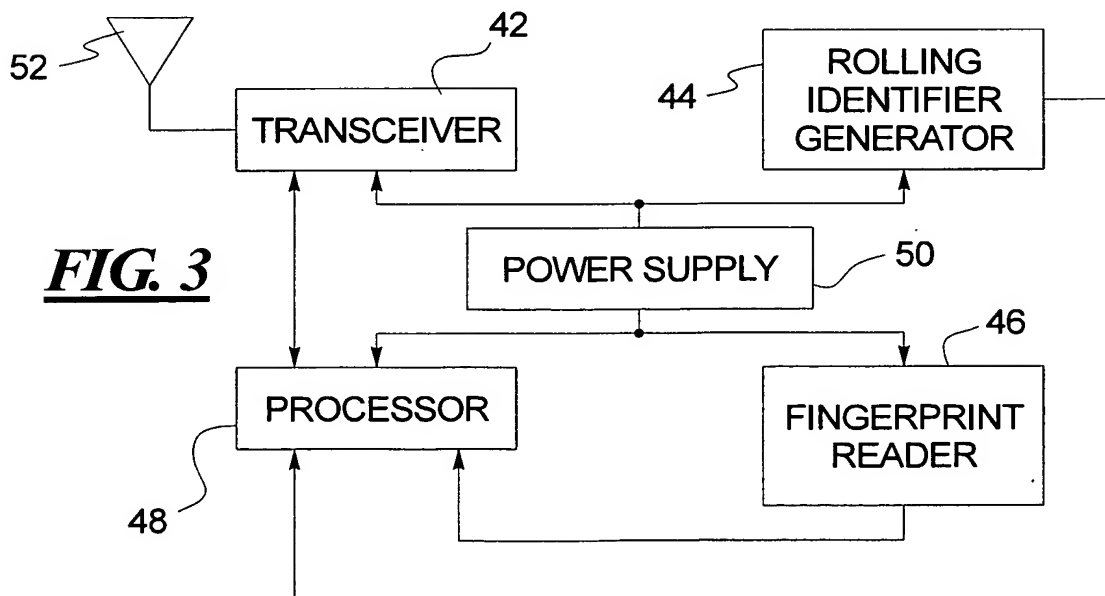 52
42
TRANSCEIVER
44
ROLLING
IDENTIFIER
GENERATOR
FIG. 3
POWER SUPPLY
50
PROCESSOR
48
46
FINGERPRINT
READER